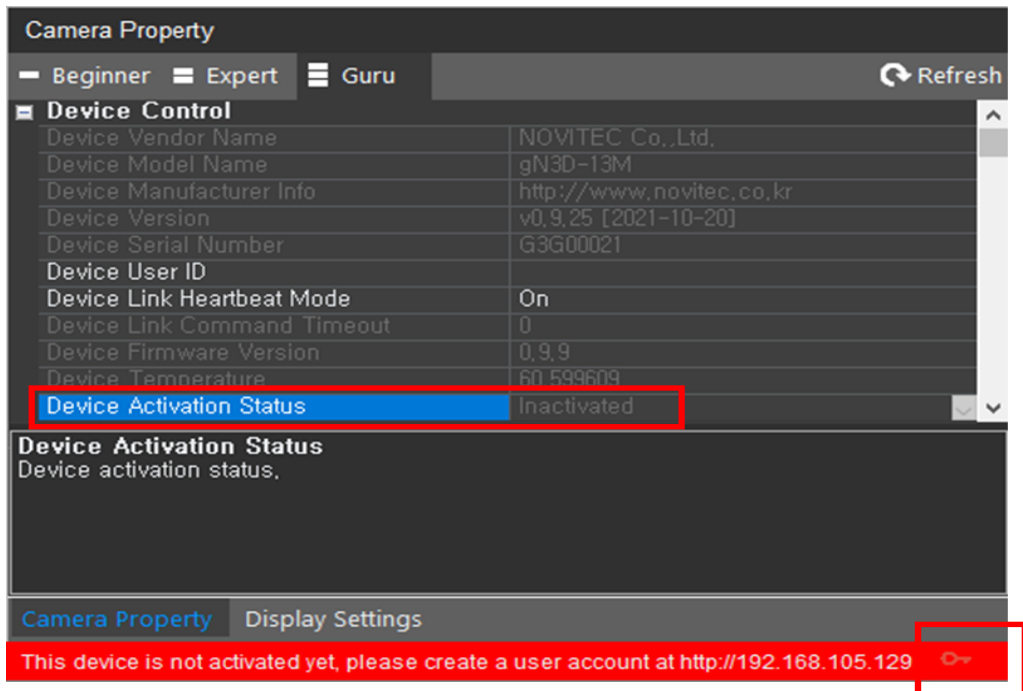 Camera Property
Beginner Expert Guru Refresh
Device Control
Device Vendor Name NOVITEC Co.,Ltd.
Device Model Name gN3D-13M
Device Manufacturer Info http://www.novitec.co.kr
Device Version v0.9.25 [2021-10-20]
Device Serial Number G3G00021
Device User ID
Device Link Heartbeat Mode On
Device Link Command Timeout 0
Device Firmware Version 0.9.9
Device Temperature 60.599609
Device Activation Status Inactivated
Device Activation Status
Device activation status.
Camera Property Display Settings
This device is not activated yet, please create a user account at http://192.168.105.129